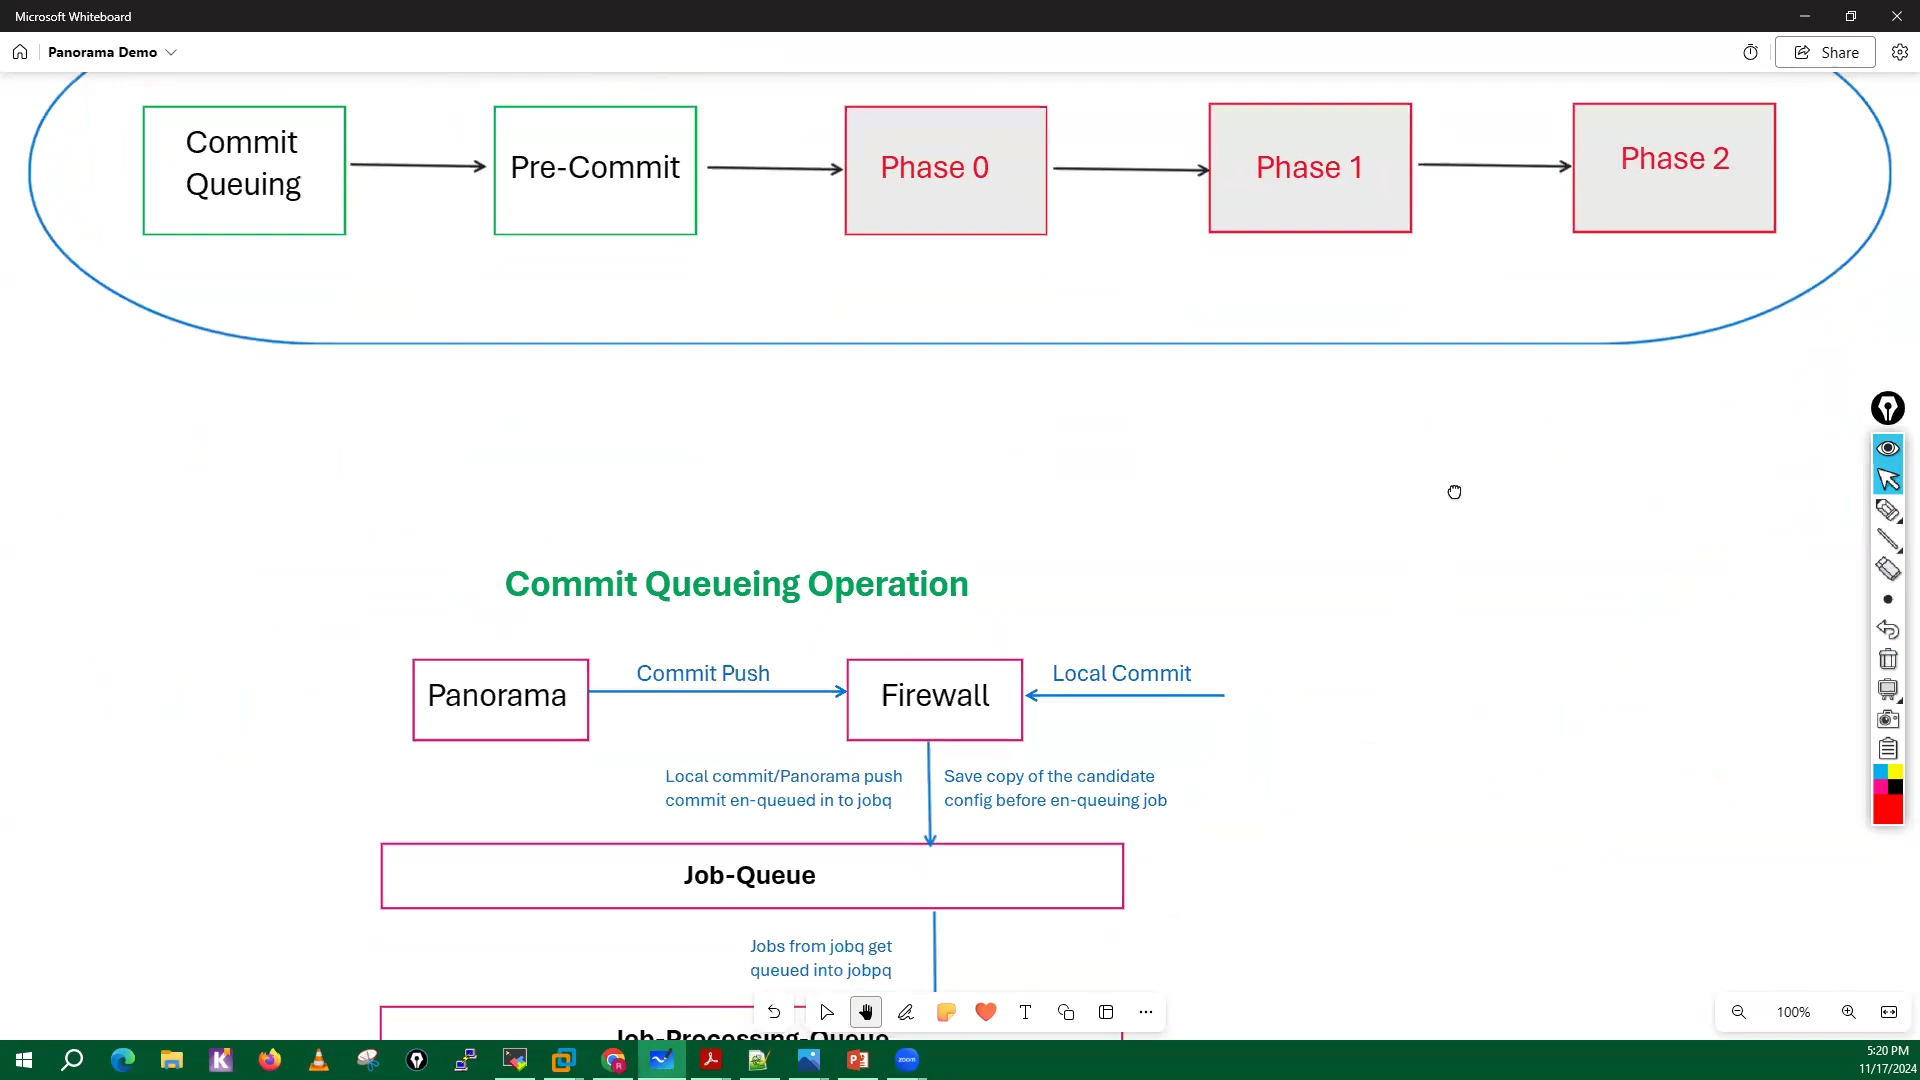 Microsoft Whiteboard
Panorama Demo
Share
Commit
Queuing
Pre-Commit
Phase 0
Phase 1
Phase 2
Commit Queueing Operation
Panorama
Commit Push
Firewall
Local Commit
Local commit/Panorama push
commit en-queued in to jobq
Save copy of the candidate
config before en-queuing job
Job-Queue
Jobs from jobq get
queued into jobpq
Job-Processing-Queue
100%
5:20 PM
11/17/2024